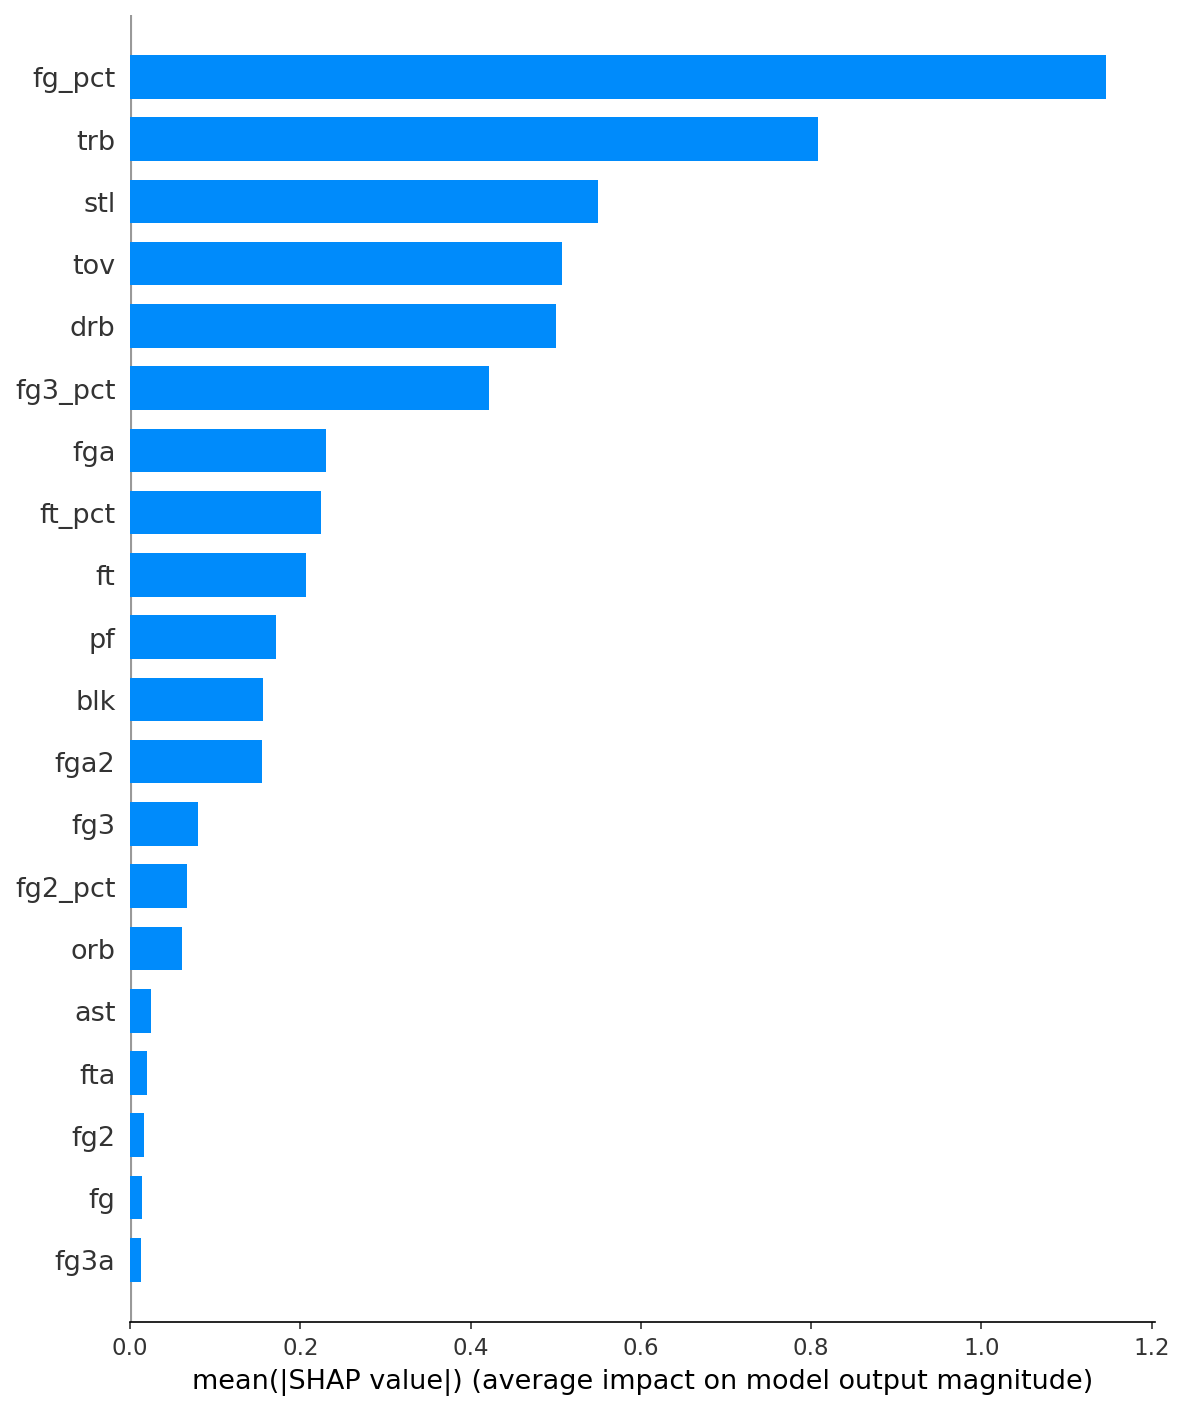 fg_pct
trb
stl
tov
drb
fg3_pct
fga
ft_pct
ft
pf
blk
fga2
fg3
fg2_pct
orb
ast
fta
fg2
fg
fg3a
0.0 0.2 0.4 0.6 0.8 1.0 1.2
mean(|SHAP value|) (average impact on model output magnitude)